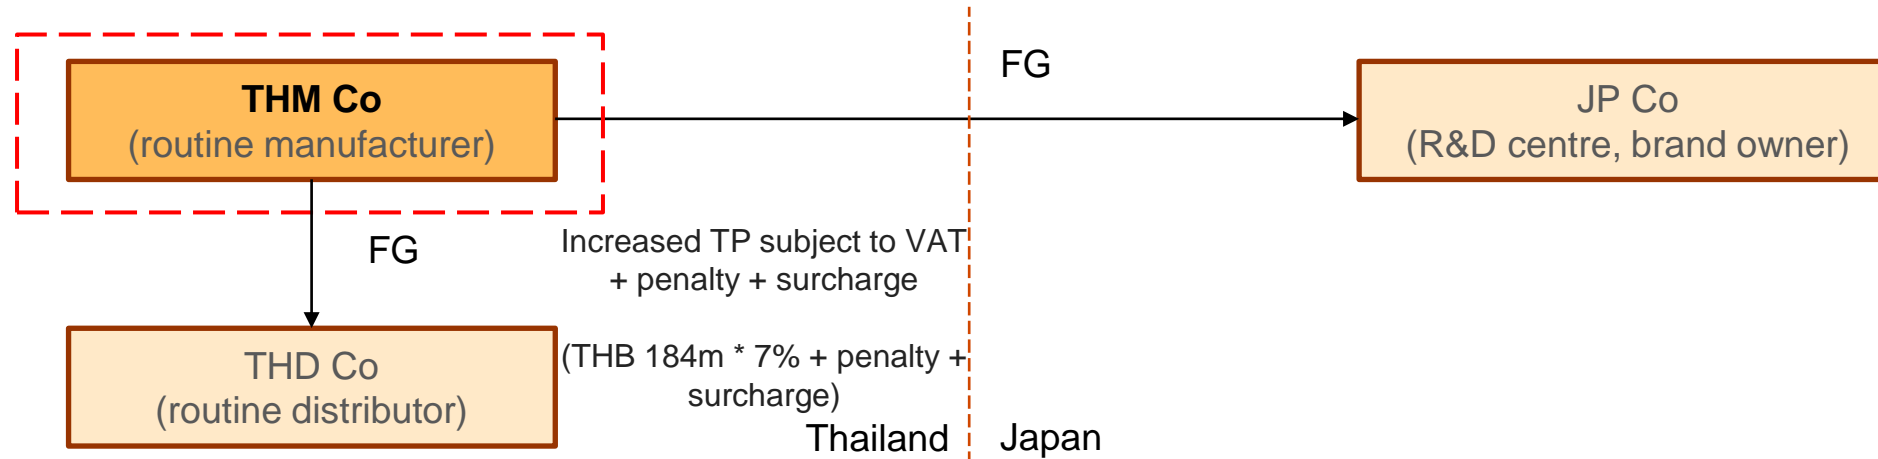 THM Co
(routine manufacturer)
FG
JP Co
(R&D centre, brand owner)
FG
Increased TP subject to VAT
+ penalty + surcharge
(THB 184m * 7% + penalty +
surcharge)
THD Co
(routine distributor)
Thailand
Japan